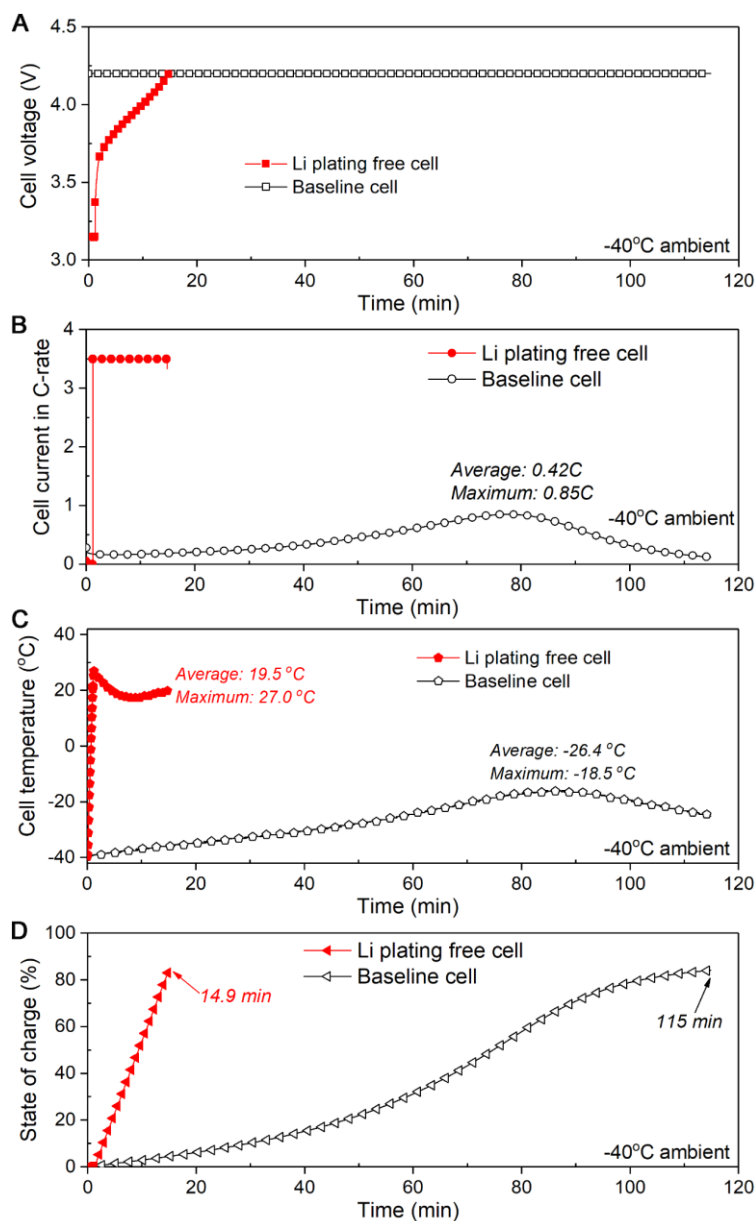 A
Cell voltage (V)
4.5
4.0
3.5
3.0
Li plating free cell
Baseline cell
-40°C ambient
0 20 40 60 80 100 120
Time (min)
B
Cell current in C-rate
4
3
2
1
0
Li plating free cell
Baseline cell
Average: 0.42C
Maximum: 0.85C
-40°C ambient
0 20 40 60 80 100 120
Time (min)
C
Cell temperature (°C)
40
20
0
-20
-40
Average: 19.5 °C
Maximum: 27.0 °C
Li plating free cell
Baseline cell
Average: -26.4 °C
Maximum: -18.5 °C
-40°C ambient
0 20 40 60 80 100 120
Time (min)
D
State of charge (%)
100
80
60
40
20
0
Li plating free cell
Baseline cell
14.9 min
115 min
-40°C ambient
0 20 40 60 80 100 120
Time (min)